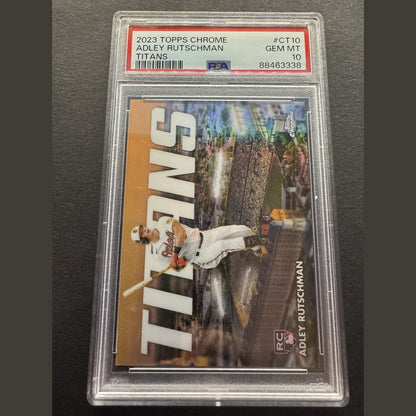 2023 TOPPS CHROME #CT10
ADLEY RUTSCHMAN GEM MT
TITANS 10
PSA 88463338
TITANS
ADLEY RUTSCHMAN
RC